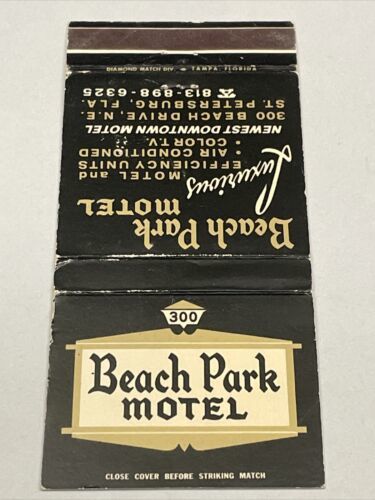 DIAMOND MATCH DIV. ★ TAMPA, FLORIDA
Beach Park
MOTEL
Luxurious
MOTEL and
EFFICIENCY UNITS
• AIR CONDITIONED
• COLOR T.V.
NEWEST DOWNTOWN MOTEL
300 BEACH DRIVE, N.E.
ST. PETERSBURG, FLA.
☎ 813-898-6325
300
Beach Park
MOTEL
CLOSE COVER BEFORE STRIKING MATCH